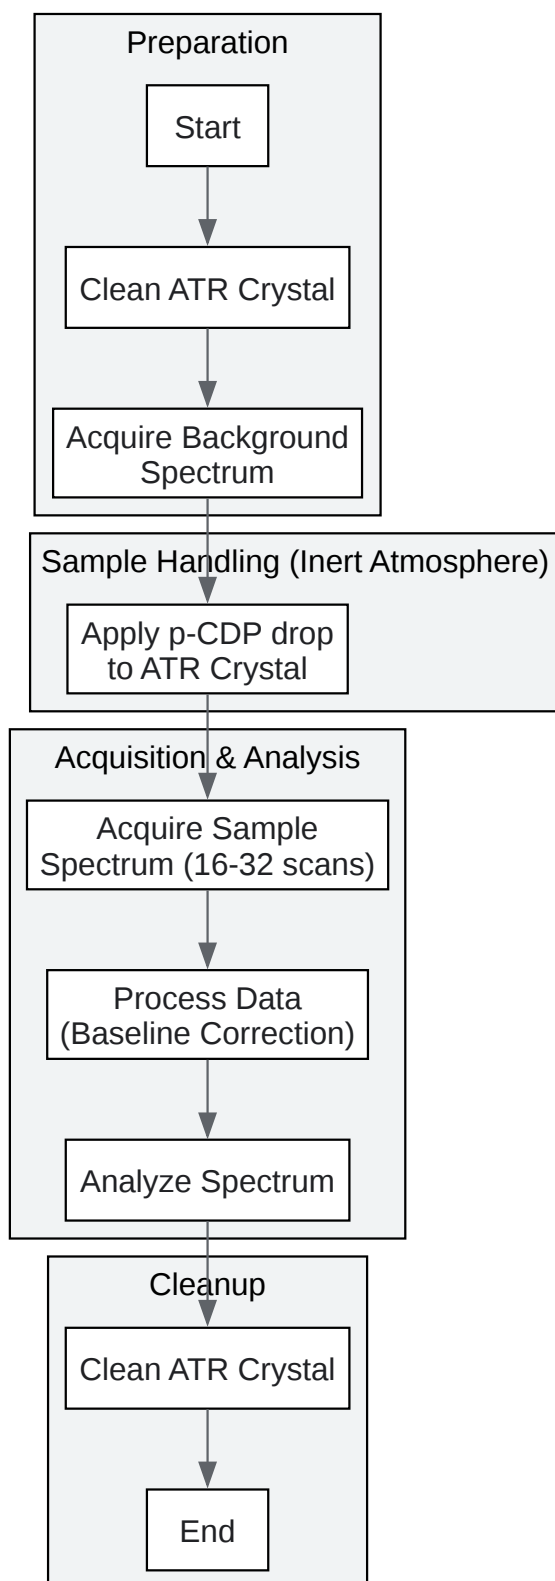 Preparation
Start
Clean ATR Crystal
Acquire Background
Spectrum
Sample Handling (Inert Atmosphere)
Apply p-CDP drop
to ATR Crystal
Acquisition & Analysis
Acquire Sample
Spectrum (16-32 scans)
Process Data
(Baseline Correction)
Analyze Spectrum
Cleanup
Clean ATR Crystal
End